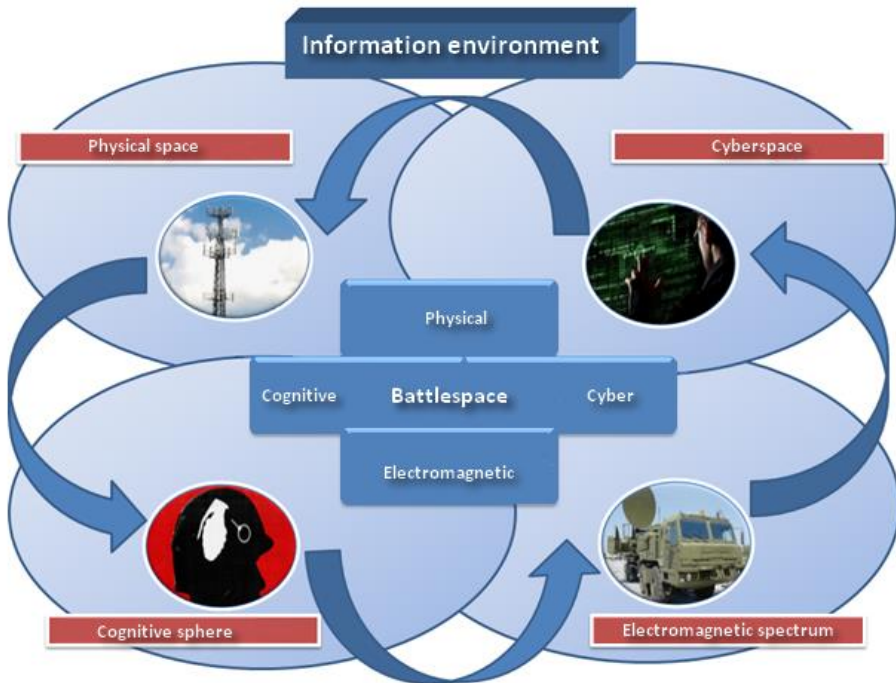 Information environment
Physical space
Cyberspace
Physical
Cognitive
Battlespace
Cyber
Electromagnetic
Cognitive sphere
Electromagnetic spectrum